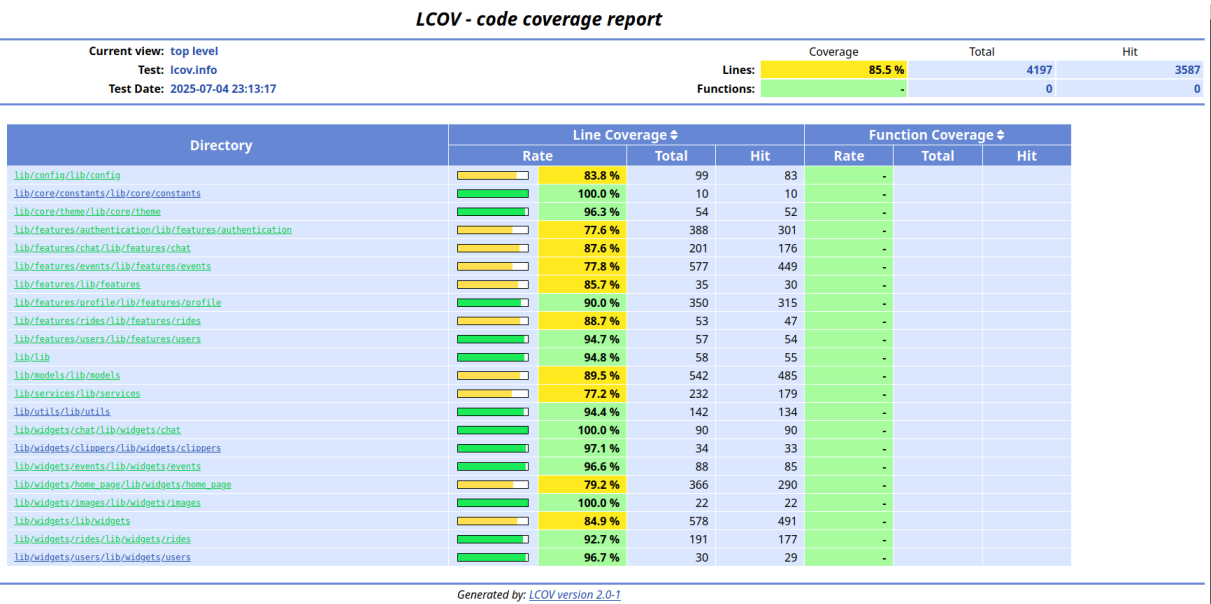 LCOV - code coverage report
Current view: top level
Coverage Total Hit
Test: lcov.info
Lines: 85.5 % 4197 3587
Test Date: 2025-07-04 23:13:17
Functions: - 0 0
Directory Line Coverage Function Coverage
Rate Total Hit Rate Total Hit
lib/config/lib/config 83.8 % 99 83 -
lib/core/constants/lib/core/constants 100.0 % 10 10 -
lib/core/theme/lib/core/theme 96.3 % 54 52 -
lib/features/authentication/lib/features/authentication 77.6 % 388 301 -
lib/features/chat/lib/features/chat 87.6 % 201 176 -
lib/features/events/lib/features/events 77.8 % 577 449 -
lib/features/lib/features 85.7 % 35 30 -
lib/features/profile/lib/features/profile 90.0 % 350 315 -
lib/features/rides/lib/features/rides 88.7 % 53 47 -
lib/features/users/lib/features/users 94.7 % 57 54 -
lib/lib 94.8 % 58 55 -
lib/models/lib/models 89.5 % 542 485 -
lib/services/lib/services 77.2 % 232 179 -
lib/utils/lib/utils 94.4 % 142 134 -
lib/widgets/chat/lib/widgets/chat 100.0 % 90 90 -
lib/widgets/clippers/lib/widgets/clippers 97.1 % 34 33 -
lib/widgets/events/lib/widgets/events 96.6 % 88 85 -
lib/widgets/home_page/lib/widgets/home_page 79.2 % 366 290 -
lib/widgets/images/lib/widgets/images 100.0 % 22 22 -
lib/widgets/lib/widgets 84.9 % 578 491 -
lib/widgets/rides/lib/widgets/rides 92.7 % 191 177 -
lib/widgets/users/lib/widgets/users 96.7 % 30 29 -
Generated by: LCOV version 2.0-1